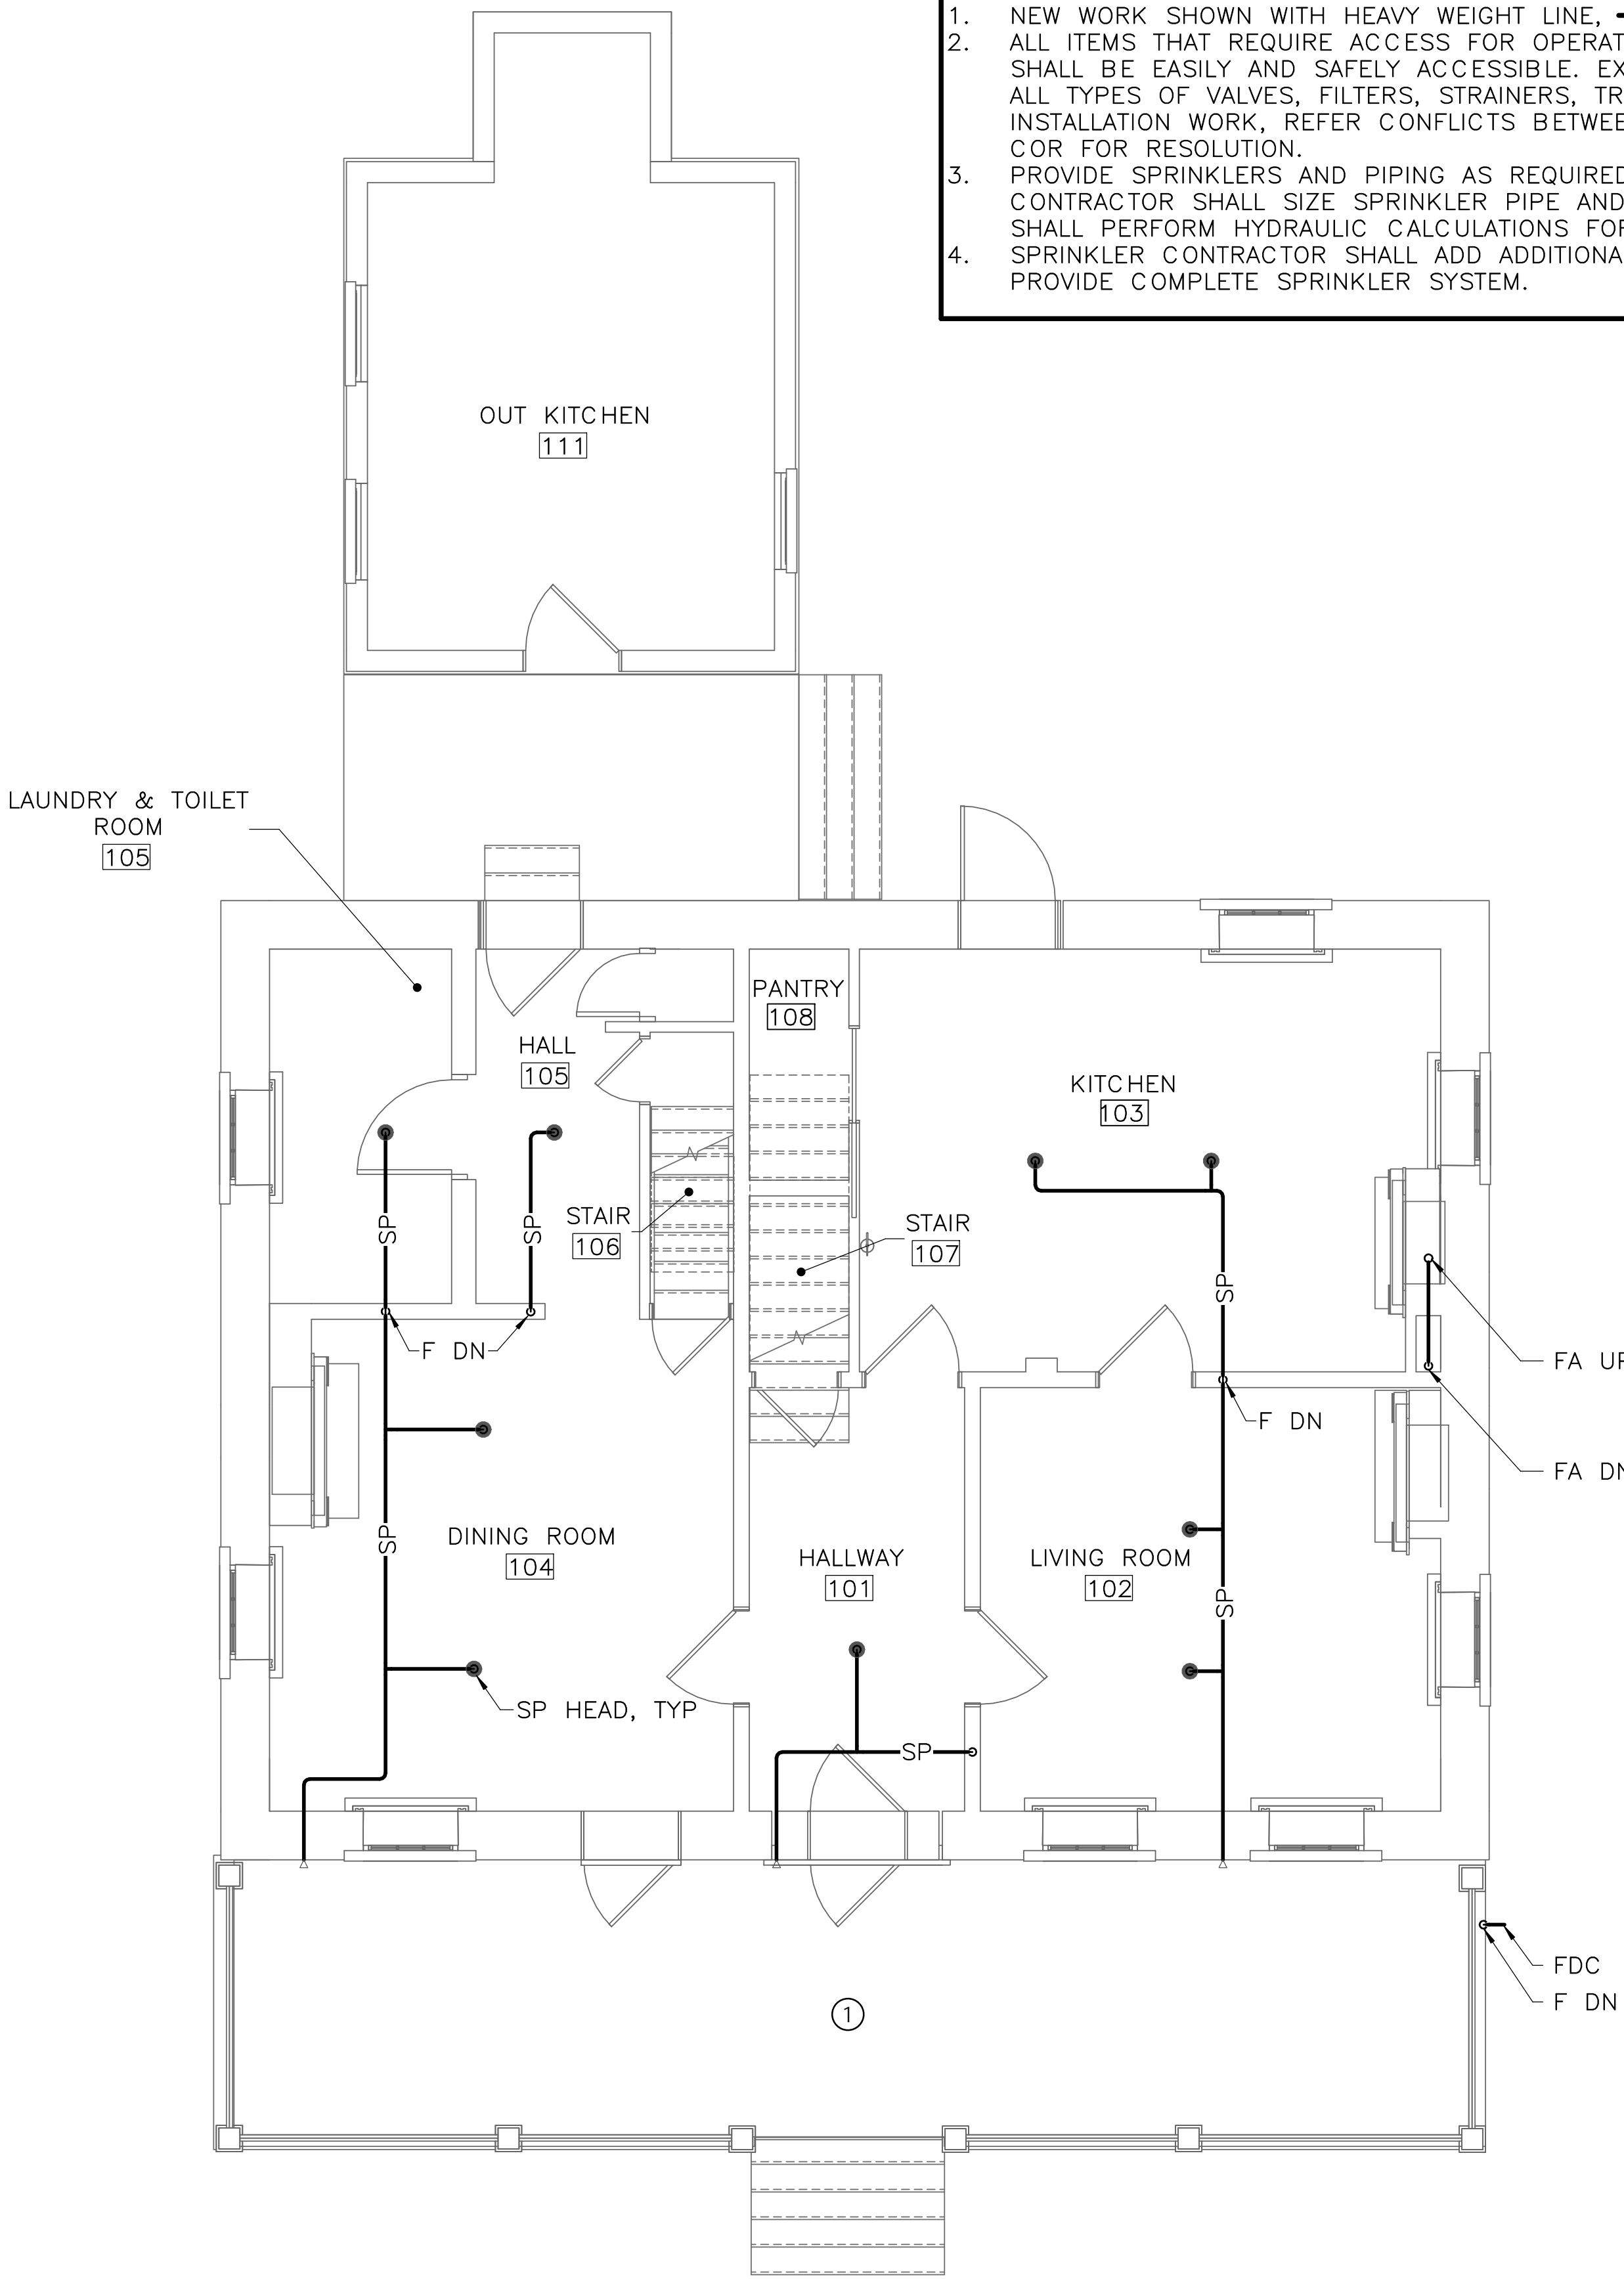 1. NEW WORK SHOWN WITH HEAVY WEIGHT LINE,
2. ALL ITEMS THAT REQUIRE ACCESS FOR OPERAT
SHALL BE EASILY AND SAFELY ACCESSIBLE. EX
ALL TYPES OF VALVES, FILTERS, STRAINERS, TR
INSTALLATION WORK, REFER CONFLICTS BETWEE
COR FOR RESOLUTION.
3. PROVIDE SPRINKLERS AND PIPING AS REQUIRED
CONTRACTOR SHALL SIZE SPRINKLER PIPE AND
SHALL PERFORM HYDRAULIC CALCULATIONS FOR
4. SPRINKLER CONTRACTOR SHALL ADD ADDITIONA
PROVIDE COMPLETE SPRINKLER SYSTEM.
OUT KITCHEN
111
LAUNDRY & TOILET
ROOM
105
PANTRY
108
HALL
105
KITCHEN
103
STAIR
106
STAIR
107
SP
SP
SP
F DN
FA UP
F DN
FA DN
SP
DINING ROOM
104
HALLWAY
101
LIVING ROOM
102
SP
SP HEAD, TYP
SP
FDC
F DN
1